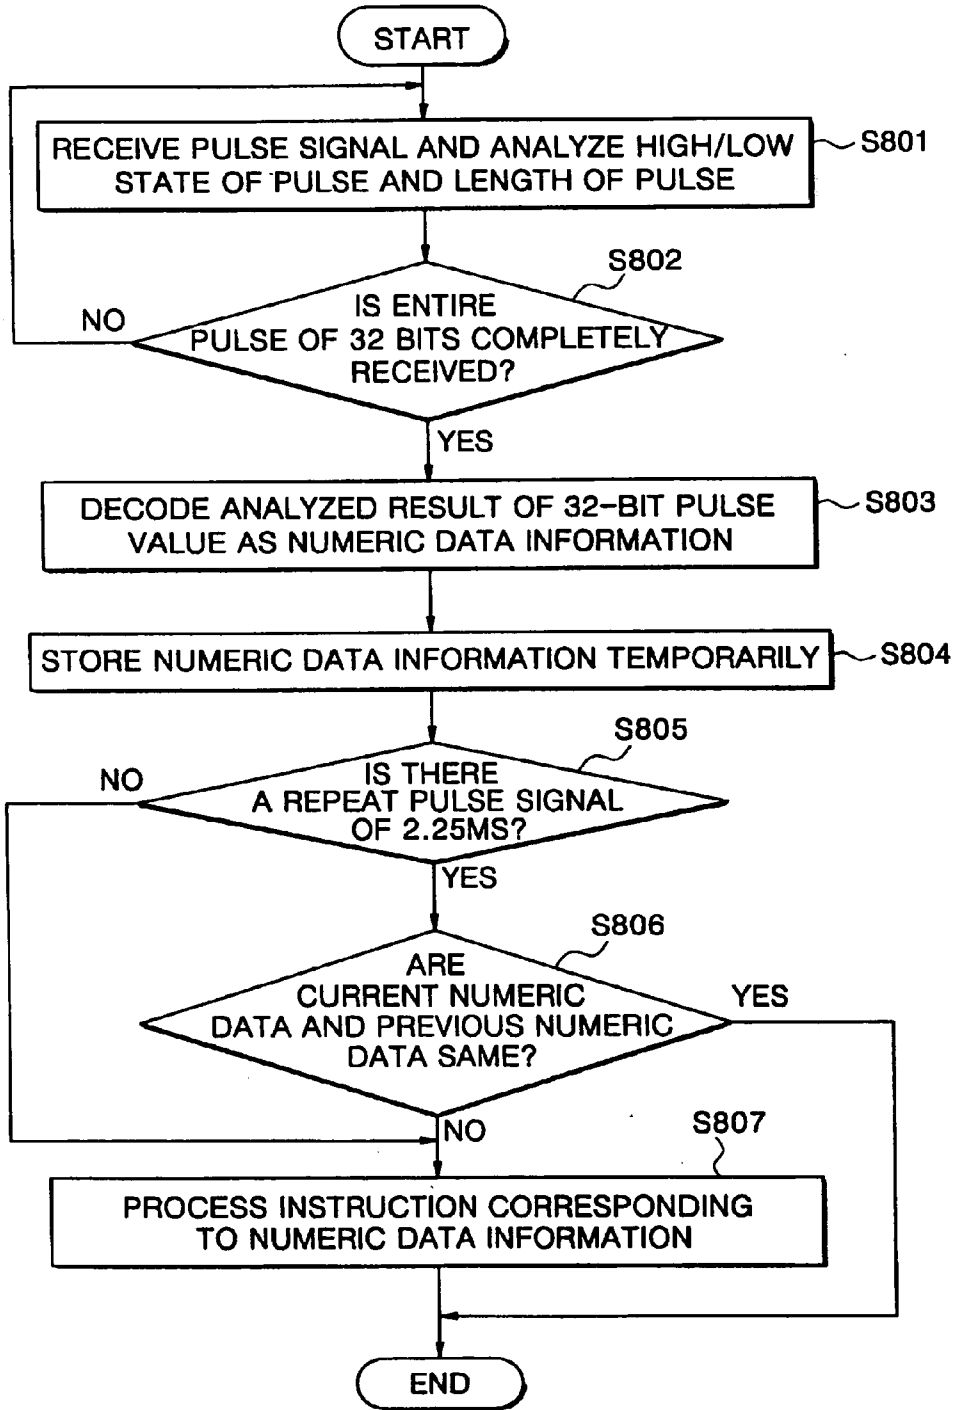 START
RECEIVE PULSE SIGNAL AND ANALYZE HIGH/LOW
STATE OF PULSE AND LENGTH OF PULSE
S801
S802
IS ENTIRE
PULSE OF 32 BITS COMPLETELY
RECEIVED?
NO
YES
DECODE ANALYZED RESULT OF 32-BIT PULSE
VALUE AS NUMERIC DATA INFORMATION
S803
STORE NUMERIC DATA INFORMATION TEMPORARILY
S804
S805
IS THERE
A REPEAT PULSE SIGNAL
OF 2.25MS?
NO
YES
S806
ARE
CURRENT NUMERIC
DATA AND PREVIOUS NUMERIC
DATA SAME?
YES
NO
S807
PROCESS INSTRUCTION CORRESPONDING
TO NUMERIC DATA INFORMATION
END